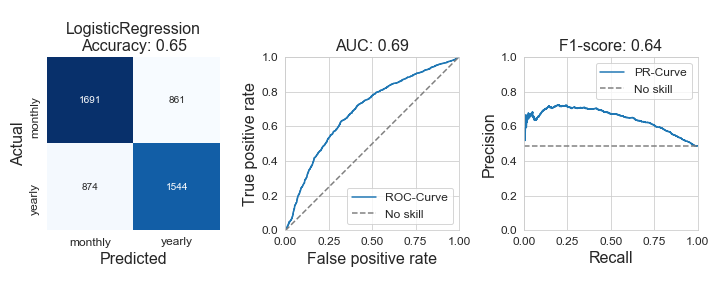 LogisticRegression
Accuracy: 0.65
Actual
monthly
yearly
1691
861
874
1544
monthly
yearly
Predicted
AUC: 0.69
True positive rate
1.0
0.8
0.6
0.4
0.2
0.0
0.00
0.25
0.50
0.75
1.00
False positive rate
ROC-Curve
No skill
F1-score: 0.64
Precision
1.0
0.8
0.6
0.4
0.2
0.0
0.00
0.25
0.50
0.75
1.00
Recall
PR-Curve
No skill